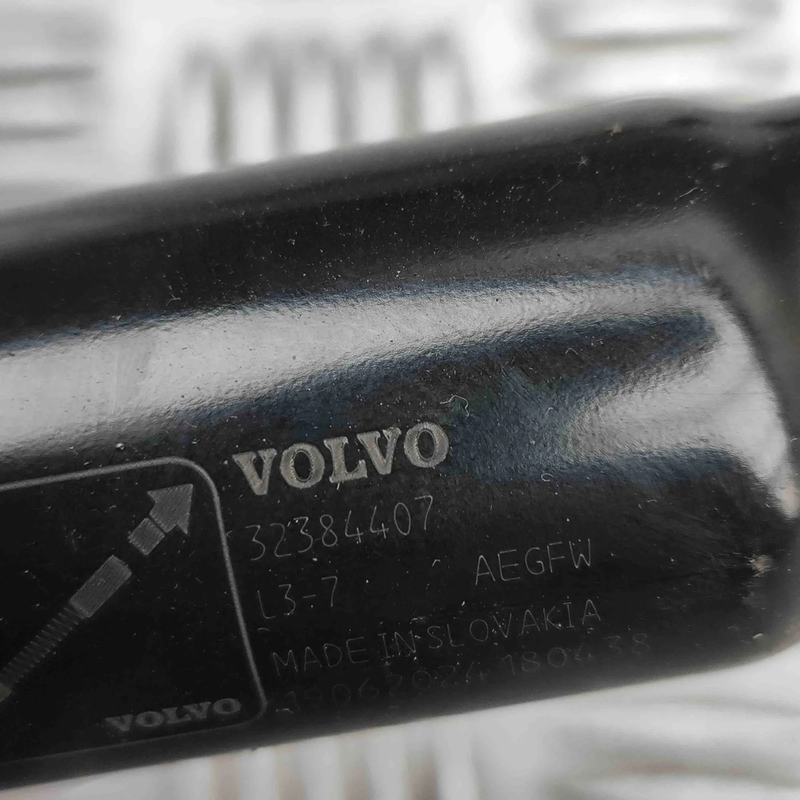 VOLVO
32384407
L3-7 AEGFW
MADE IN SLOVAKIA
VOLVO